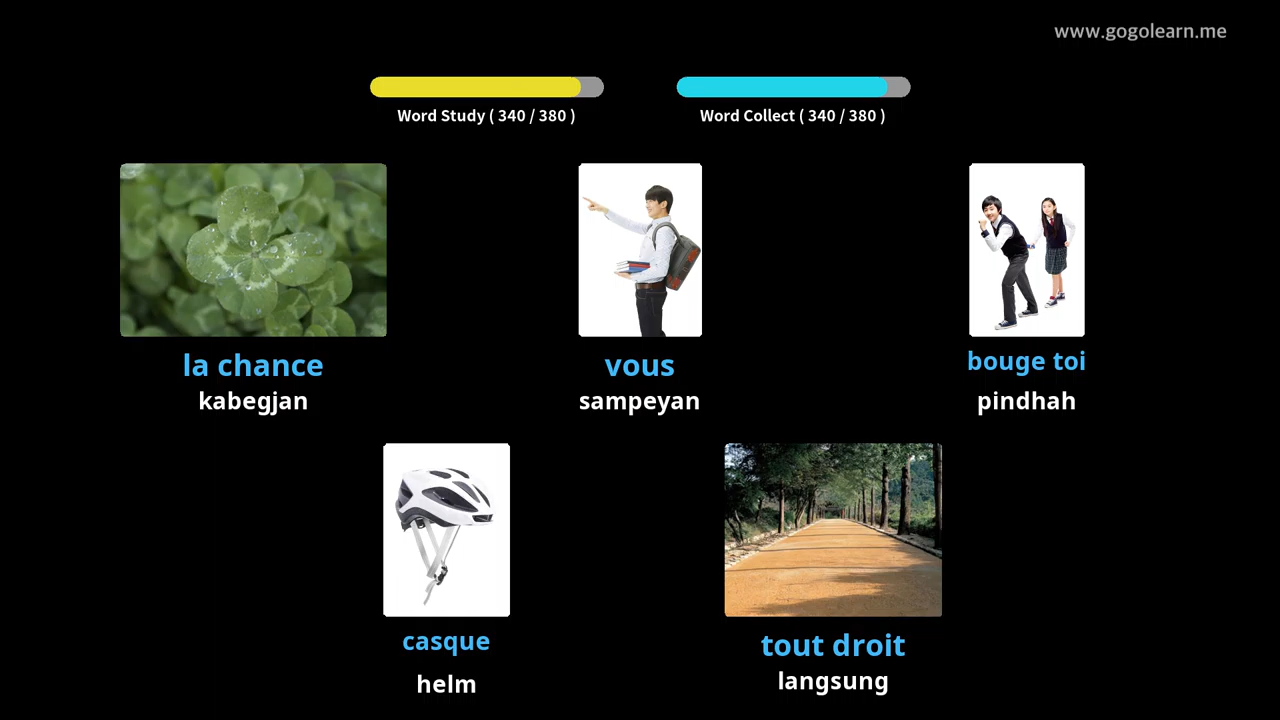 www.gogolearn.me
Word Study ( 340 / 380 )
Word Collect ( 340 / 380 )
la chance
kabegjan
vous
sampeyan
bouge toi
pindhah
casque
helm
tout droit
langsung